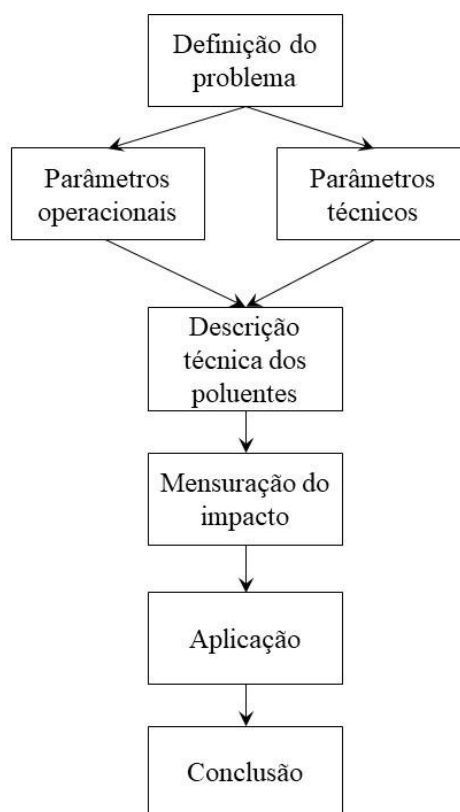 Definição do
problema
Parâmetros
operacionais
Parâmetros
técnicos
Descrição
técnica dos
poluentes
Mensuração do
impacto
Aplicação
Conclusão